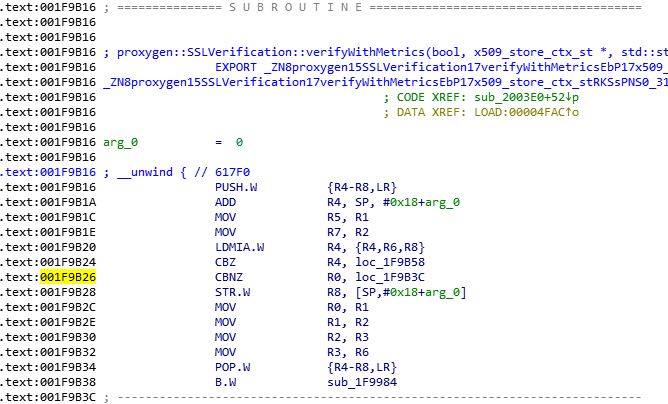 .text:001F9B16 ; =============== S U B R O U T I N E =======================================
.text:001F9B16
.text:001F9B16
.text:001F9B16 ; proxygen::SSLVerification::verifyWithMetrics(bool, x509_store_ctx_st *, std::st
.text:001F9B16 EXPORT _ZN8proxygen15SSLVerification17verifyWithMetricsEbP17x509_
.text:001F9B16 _ZN8proxygen15SSLVerification17verifyWithMetricsEbP17x509_store_ctx_stRKSsPNS0_31
.text:001F9B16 ; CODE XREF: sub_2003E0+52↓p
.text:001F9B16 ; DATA XREF: LOAD:00004FAC↑o
.text:001F9B16
.text:001F9B16 arg_0 = 0
.text:001F9B16
.text:001F9B16 ; __unwind { // 617F0
.text:001F9B16 PUSH.W {R4-R8,LR}
.text:001F9B1A ADD R4, SP, #0x18+arg_0
.text:001F9B1C MOV R5, R1
.text:001F9B1E MOV R7, R2
.text:001F9B20 LDMIA.W R4, {R4,R6,R8}
.text:001F9B24 CBZ R4, loc_1F9B58
.text:001F9B26 CBNZ R0, loc_1F9B3C
.text:001F9B28 STR.W R8, [SP,#0x18+arg_0]
.text:001F9B2C MOV R0, R1
.text:001F9B2E MOV R1, R2
.text:001F9B30 MOV R2, R3
.text:001F9B32 MOV R3, R6
.text:001F9B34 POP.W {R4-R8,LR}
.text:001F9B38 B.W sub_1F9984
.text:001F9B3C ; ---------------------------------------------------------------------------